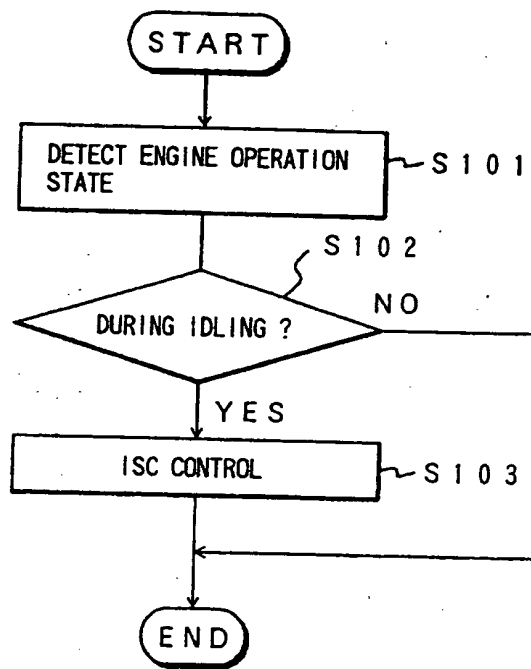 START
DETECT ENGINE OPERATION
STATE
S101
S102
DURING IDLING ?
NO
YES
ISC CONTROL
S103
END